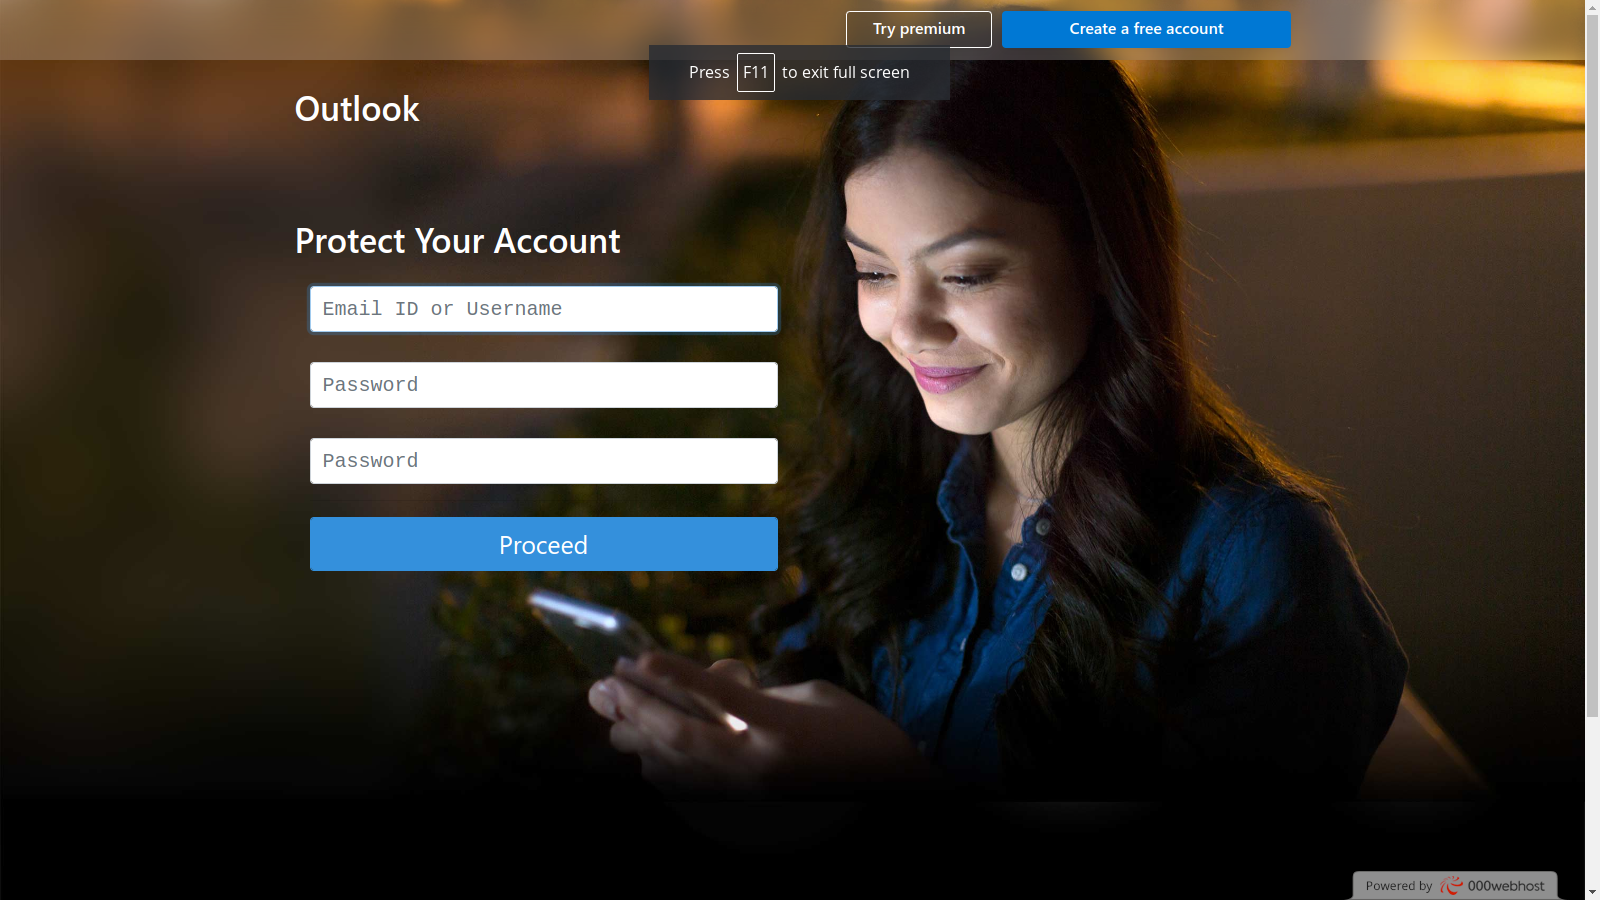 Try premium
Create a free account
Press F11 to exit full screen
Outlook
Protect Your Account
Email ID or Username
Password
Password
Proceed
Powered by 000webhost